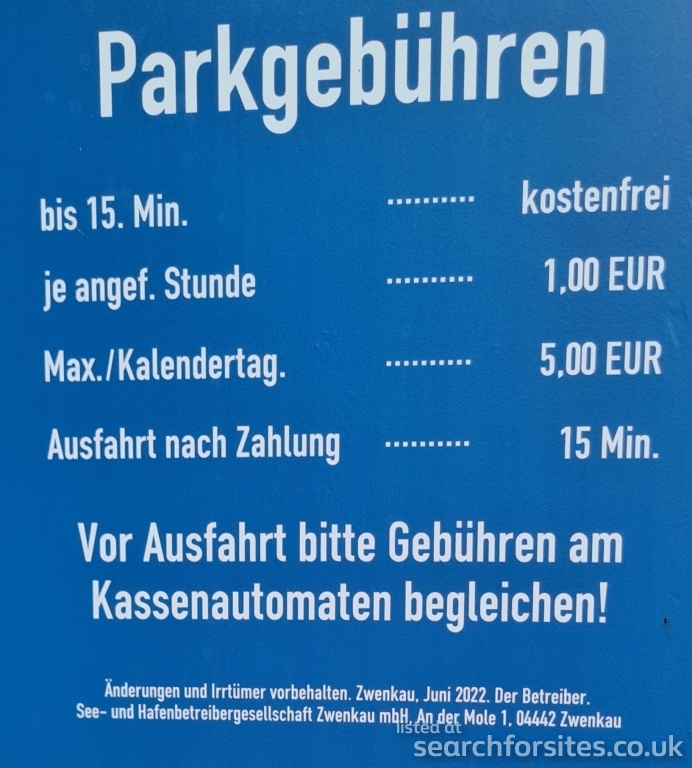 Parkgebühren
bis 15. Min. .......... kostenfrei
je angef. Stunde .......... 1,00 EUR
Max./Kalendertag. .......... 5,00 EUR
Ausfahrt nach Zahlung .......... 15 Min.
Vor Ausfahrt bitte Gebühren am
Kassenautomaten begleichen!
Änderungen und Irrtümer vorbehalten. Zwenkau, Juni 2022. Der Betreiber.
See- und Hafenbetreibergesellschaft Zwenkau mbH, An der Mole 1, 04442 Zwenkau
listed at
searchforsites.co.uk